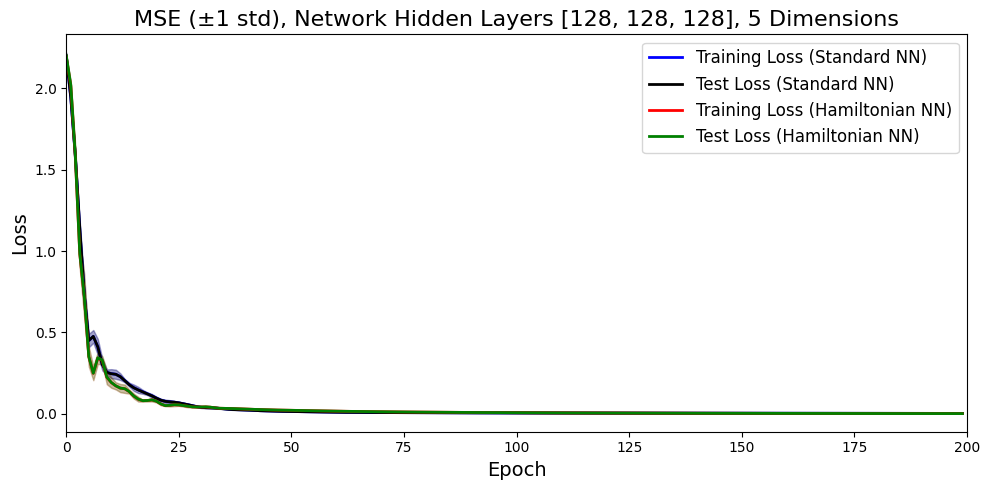 MSE (±1 std), Network Hidden Layers [128, 128, 128], 5 Dimensions
Training Loss (Standard NN)
Test Loss (Standard NN)
Training Loss (Hamiltonian NN)
Test Loss (Hamiltonian NN)
Loss
2.0
1.5
1.0
0.5
0.0
0 25 50 75 100 125 150 175 200
Epoch